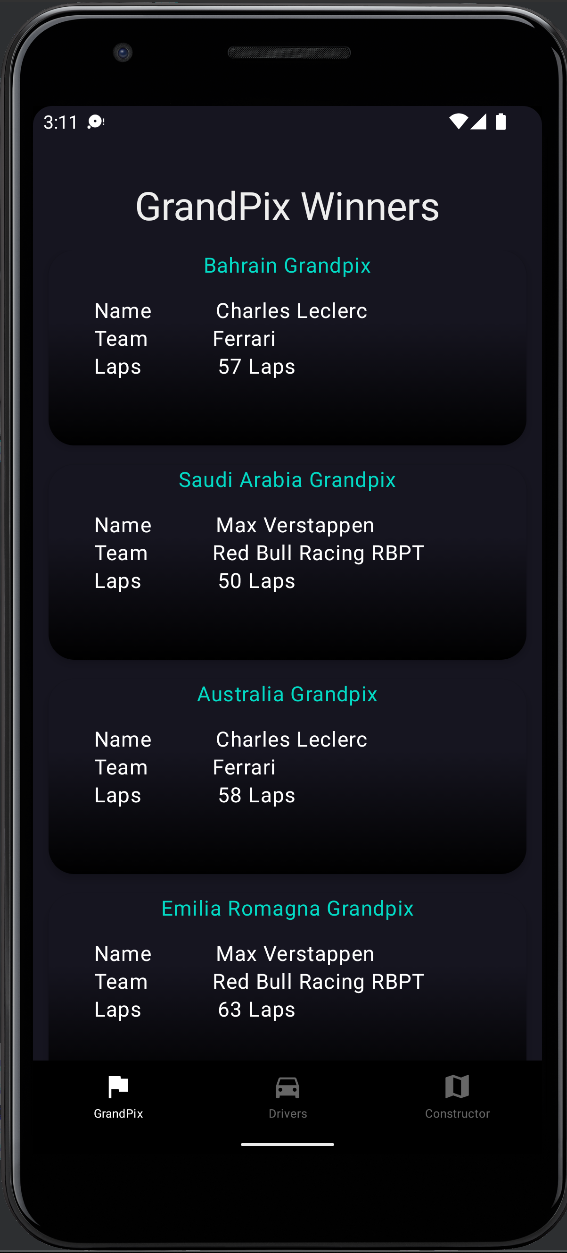 3:11
GrandPix Winners
Bahrain Grandpix
Name Charles Leclerc
Team Ferrari
Laps 57 Laps
Saudi Arabia Grandpix
Name Max Verstappen
Team Red Bull Racing RBPT
Laps 50 Laps
Australia Grandpix
Name Charles Leclerc
Team Ferrari
Laps 58 Laps
Emilia Romagna Grandpix
Name Max Verstappen
Team Red Bull Racing RBPT
Laps 63 Laps
GrandPix Drivers Constructor